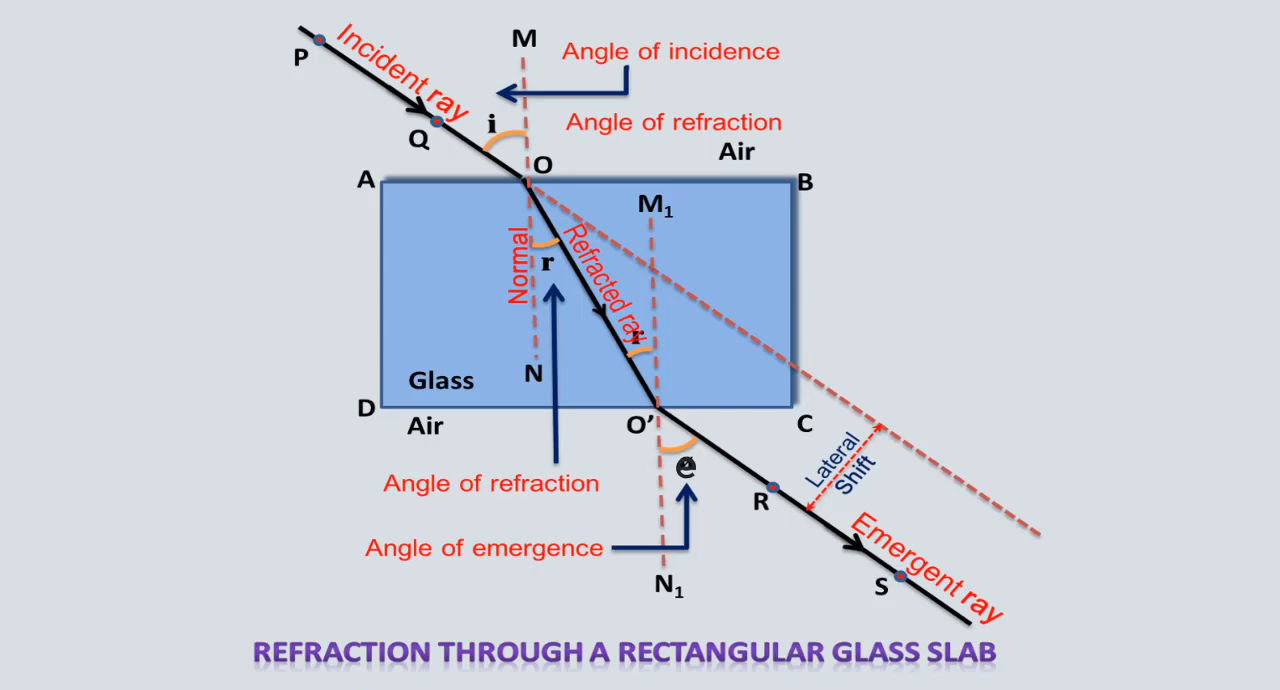 P
Incident ray
M
Angle of incidence
Q
i
Angle of refraction
Air
O
A
B
M₁
Normal
r
Refracted ray
r
N
Glass
D
Air
O’
C
Lateral
Shift
e
Angle of refraction
R
Angle of emergence
Emergent ray
S
N₁
REFRACTION THROUGH A RECTANGULAR GLASS SLAB